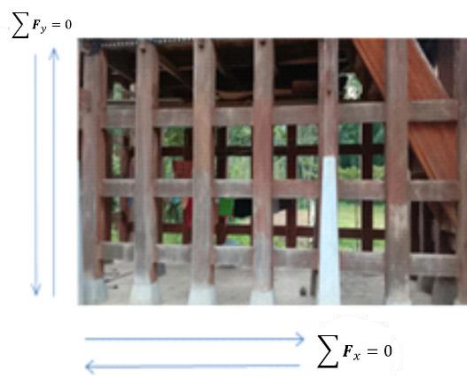 ∑ F_y = 0
∑ F_x = 0